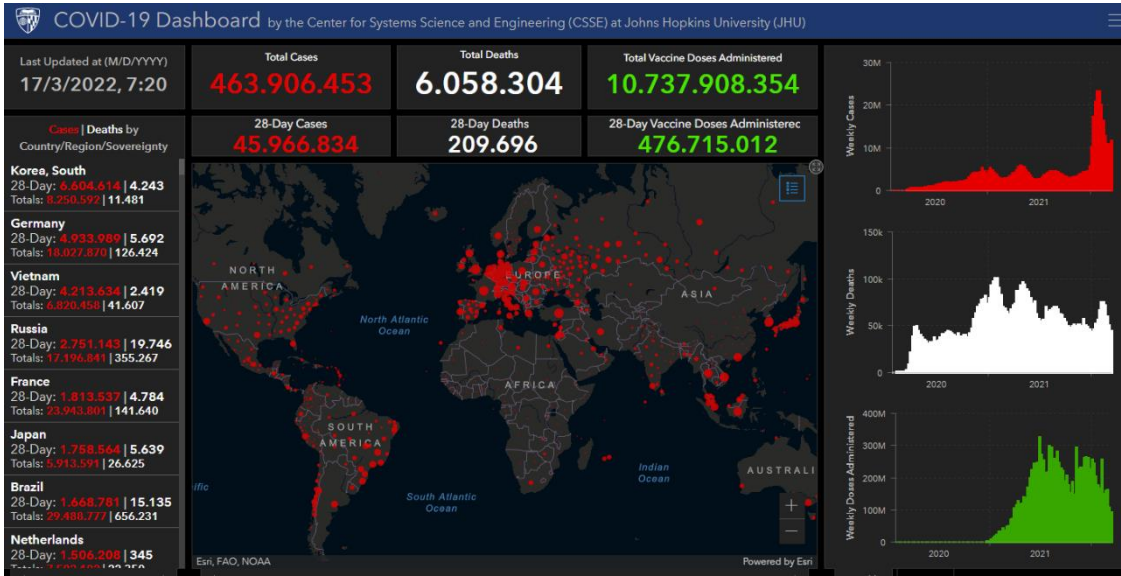 COVID-19 Dashboard by the Center for Systems Science and Engineering (CSSE) at Johns Hopkins University (JHU)
Last Updated at (M/D/YYYY)
17/3/2022, 7:20
Total Cases
463.906.453
Total Deaths
6.058.304
Total Vaccine Doses Administered
10.737.908.354
28-Day Cases
45.966.834
28-Day Deaths
209.696
28-Day Vaccine Doses Administerec
476.715.012
Cases | Deaths by
Country/Region/Sovereignty
Korea, South
28-Day: 6.604.614 | 4.243
Totals: 8.250.592 | 11.481
Germany
28-Day: 4.933.989 | 5.692
Totals: 18.027.870 | 126.424
Vietnam
28-Day: 4.213.634 | 2.419
Totals: 6.820.458 | 41.607
Russia
28-Day: 2.751.143 | 19.746
Totals: 17.196.841 | 355.267
France
28-Day: 1.813.537 | 4.784
Totals: 23.943.801 | 141.640
Japan
28-Day: 1.758.564 | 5.639
Totals: 5.913.591 | 26.625
Brazil
28-Day: 1.668.781 | 15.135
Totals: 29.488.777 | 656.231
Netherlands
28-Day: 1.506.208 | 345
Totals:
NORTH
AMERICA
North Atlantic
Ocean
EUROPE
ASIA
AFRICA
SOUTH
AMERICA
ific
South Atlantic
Ocean
Indian
Ocean
AUSTRALI
+
−
Esri, FAO, NOAA
Powered by Esri
Weekly Cases
30M
20M
10M
0
2020
2021
Weekly Deaths
150k
100k
50k
0
2020
2021
Weekly Doses Administered
400M
300M
200M
100M
0
2020
2021